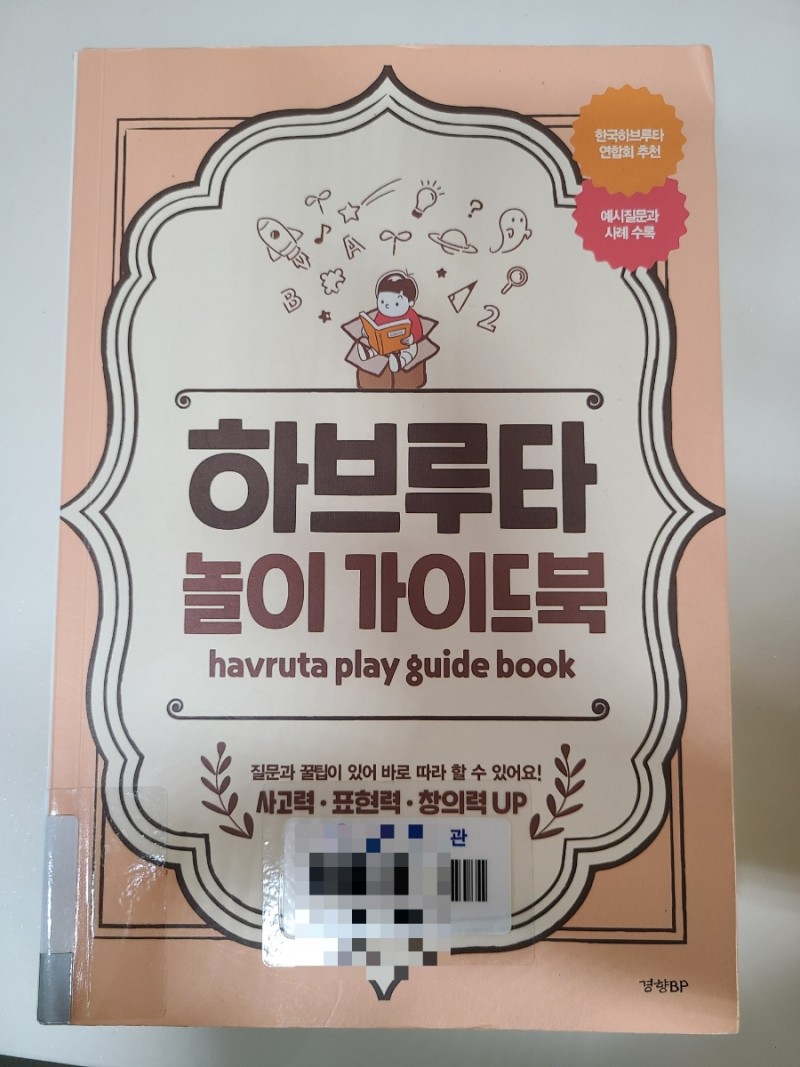 한국하브루타
연합회 추천
예시질문과
사례 수록
A
B
2
하브루타
놀이 가이드북
havruta play guide book
질문과 꿀팁이 있어 바로 따라 할 수 있어요!
사고력·표현력·창의력 UP
관
경향BP